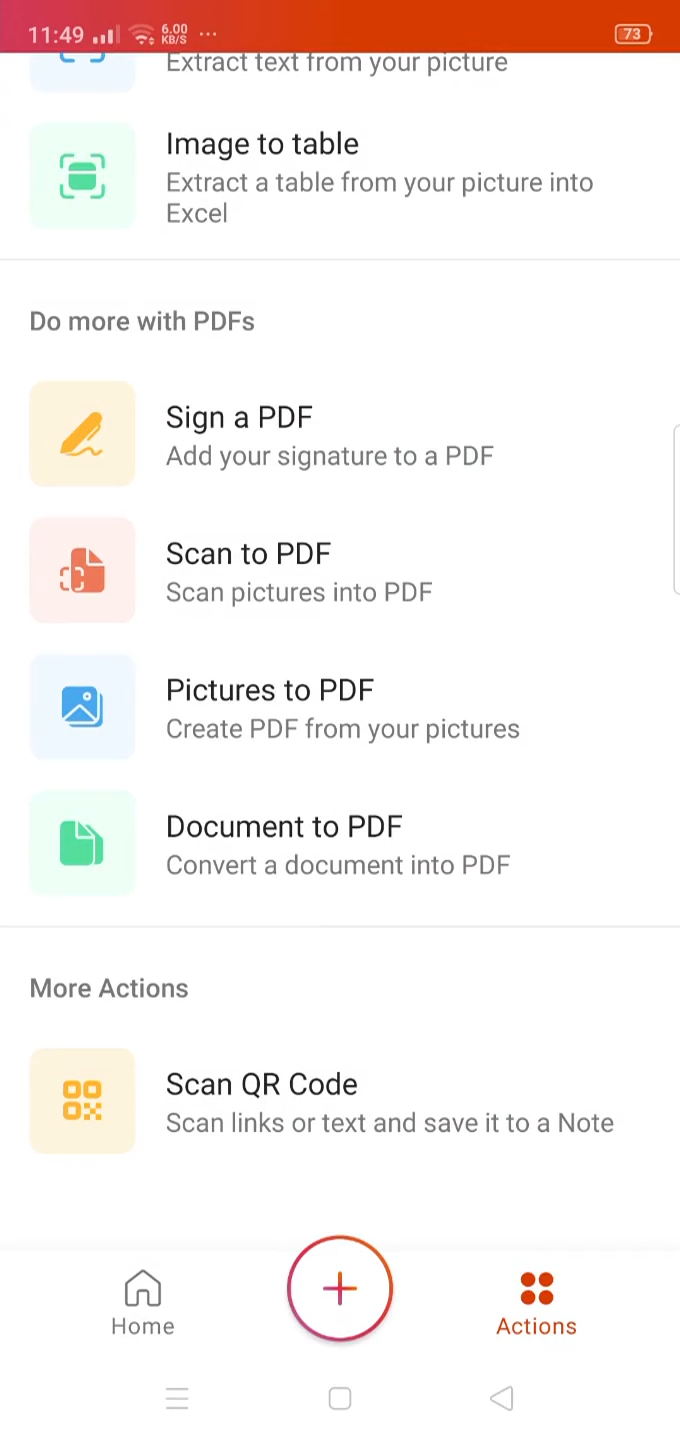 11:49 6.00 KB/S ... 73
Extract text from your picture
Image to table
Extract a table from your picture into
Excel
Do more with PDFs
Sign a PDF
Add your signature to a PDF
Scan to PDF
Scan pictures into PDF
Pictures to PDF
Create PDF from your pictures
Document to PDF
Convert a document into PDF
More Actions
Scan QR Code
Scan links or text and save it to a Note
Home
Actions